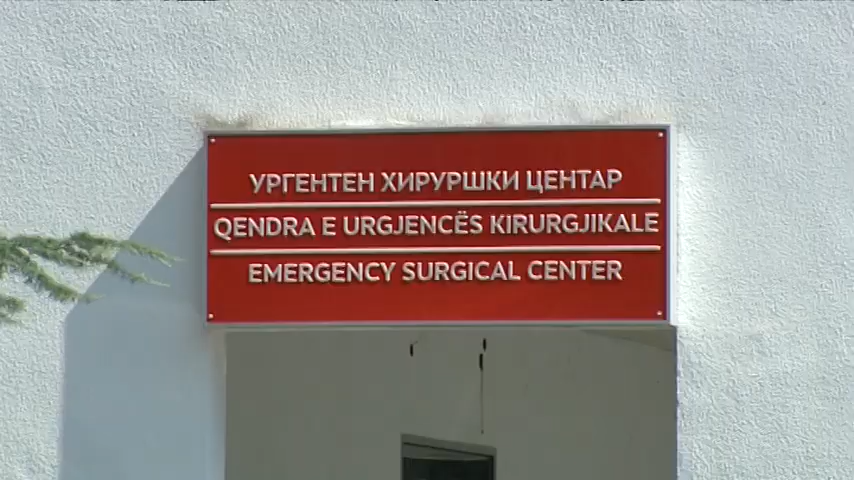 УРГЕНТЕН ХИРУРШКИ ЦЕНТАР
QENDRA E URGJENCËS KIRURGJIKALE
EMERGENCY SURGICAL CENTER